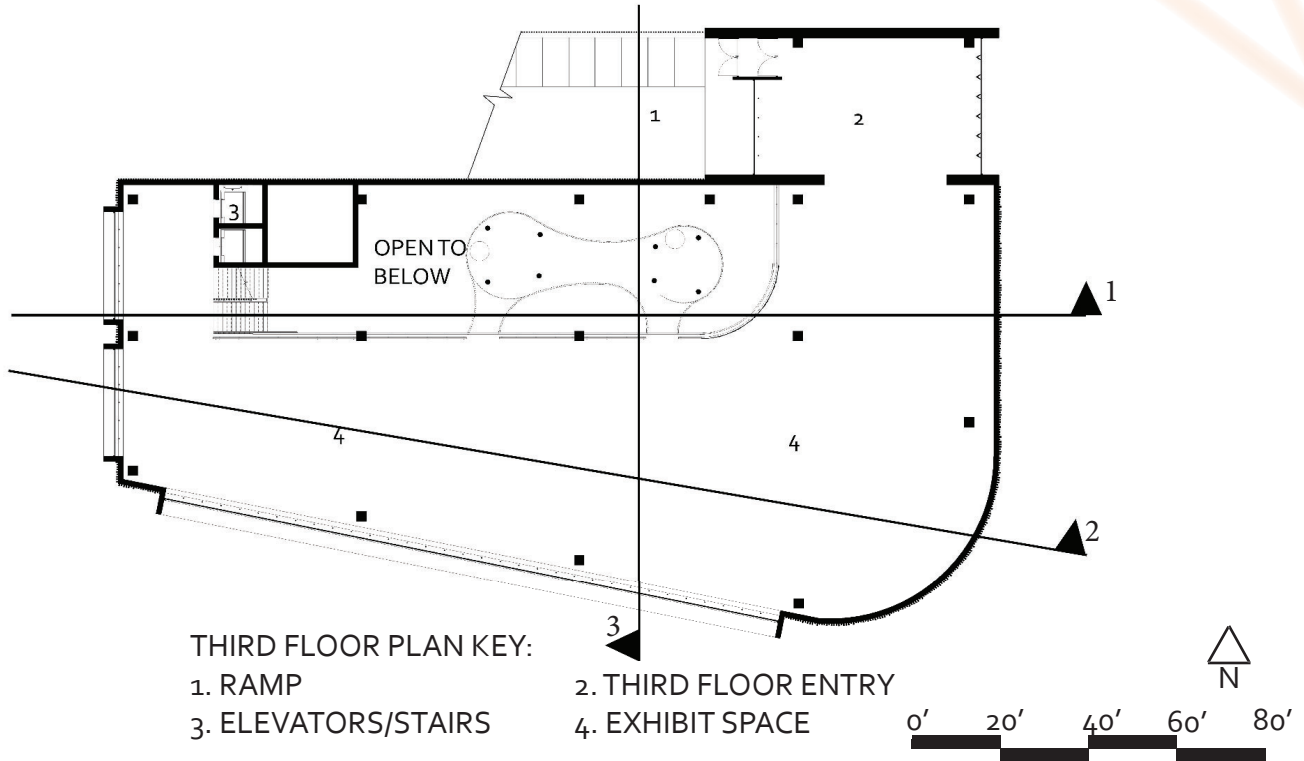 1
2
3
OPEN TO
BELOW
1
4
4
2
3
THIRD FLOOR PLAN KEY:
1. RAMP
2. THIRD FLOOR ENTRY
3. ELEVATORS/STAIRS
4. EXHIBIT SPACE
N
0' 20' 40' 60' 80'